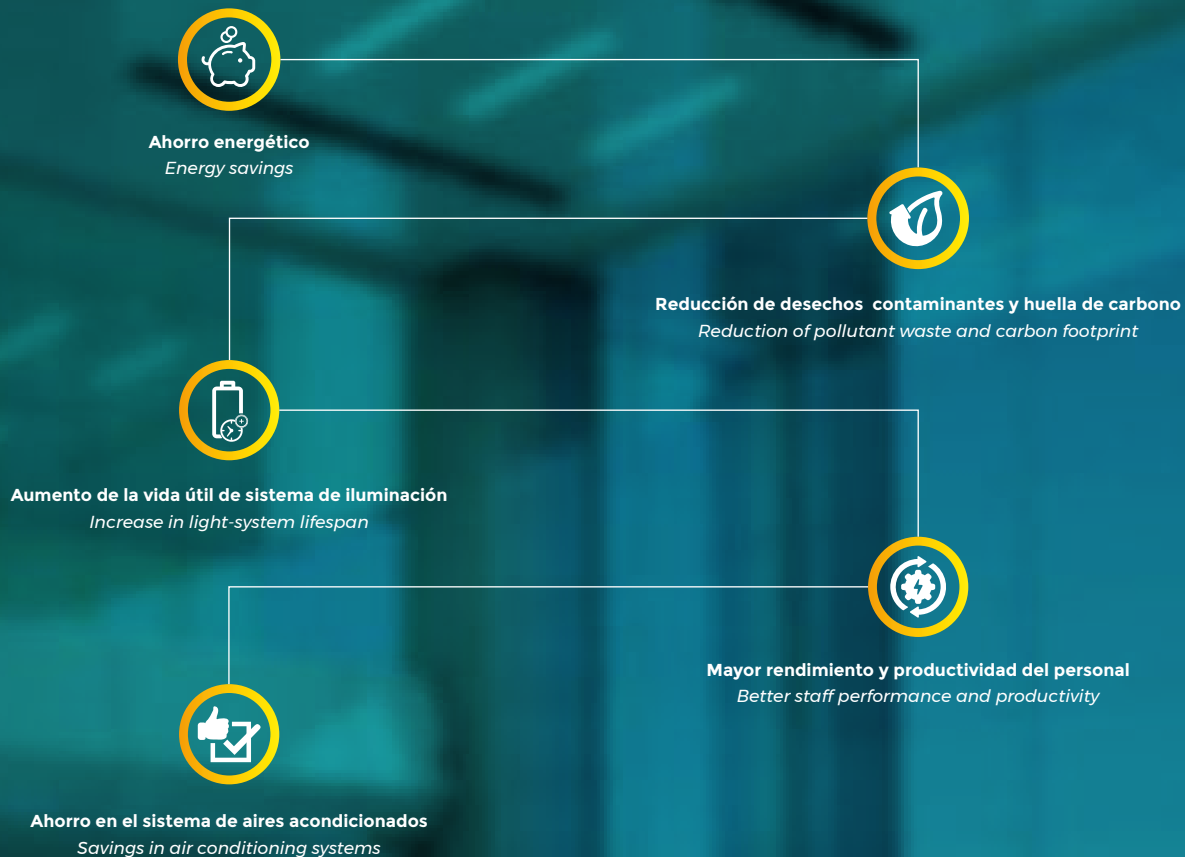 Ahorro energético
Energy savings
Reducción de desechos  contaminantes y huella de carbono
Reduction of pollutant waste and carbon footprint
Aumento de la vida útil de sistema de iluminación
Increase in light-system lifespan
Mayor rendimiento y productividad del personal
Better staff performance and productivity
Ahorro en el sistema de aires acondicionados
Savings in air conditioning systems